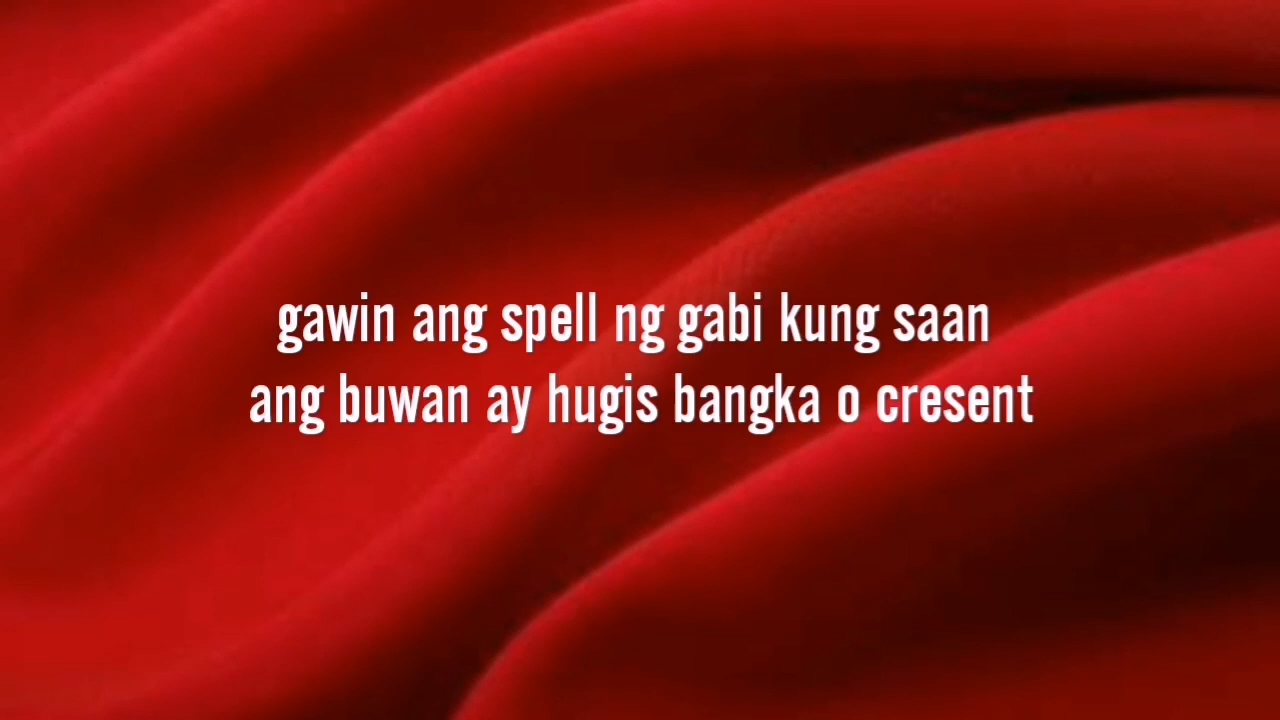 gawin ang spell ng gabi kung saan
ang buwan ay hugis bangka o cresent